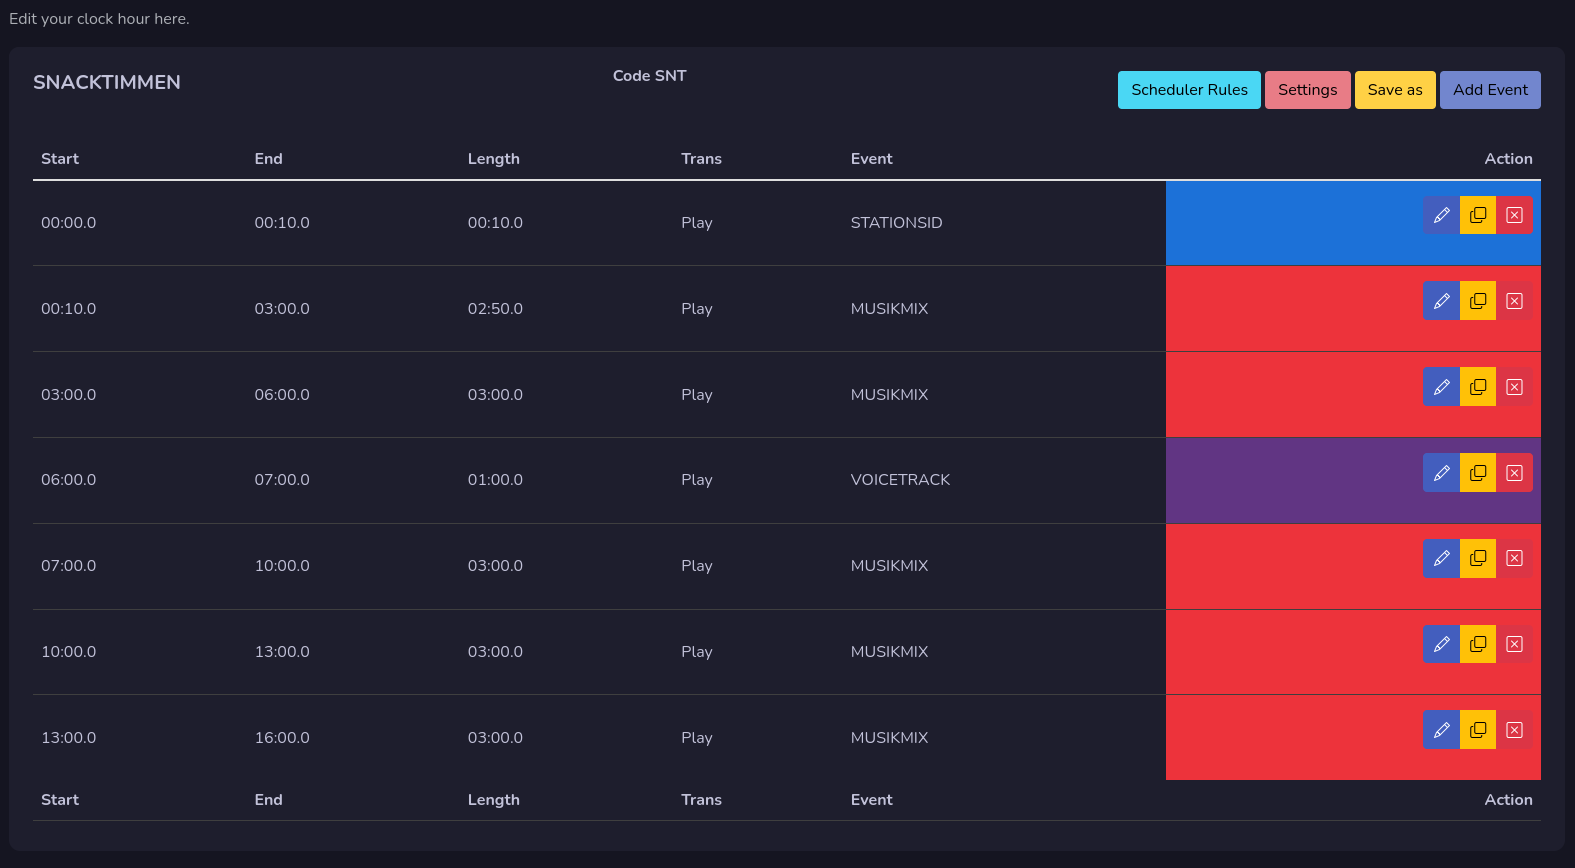 Edit your clock hour here.
SNACKTIMMEN Code SNT Scheduler Rules Settings Save as Add Event
Start End Length Trans Event Action
00:00.0 00:10.0 00:10.0 Play STATIONSID
00:10.0 03:00.0 02:50.0 Play MUSIKMIX
03:00.0 06:00.0 03:00.0 Play MUSIKMIX
06:00.0 07:00.0 01:00.0 Play VOICETRACK
07:00.0 10:00.0 03:00.0 Play MUSIKMIX
10:00.0 13:00.0 03:00.0 Play MUSIKMIX
13:00.0 16:00.0 03:00.0 Play MUSIKMIX
Start End Length Trans Event Action